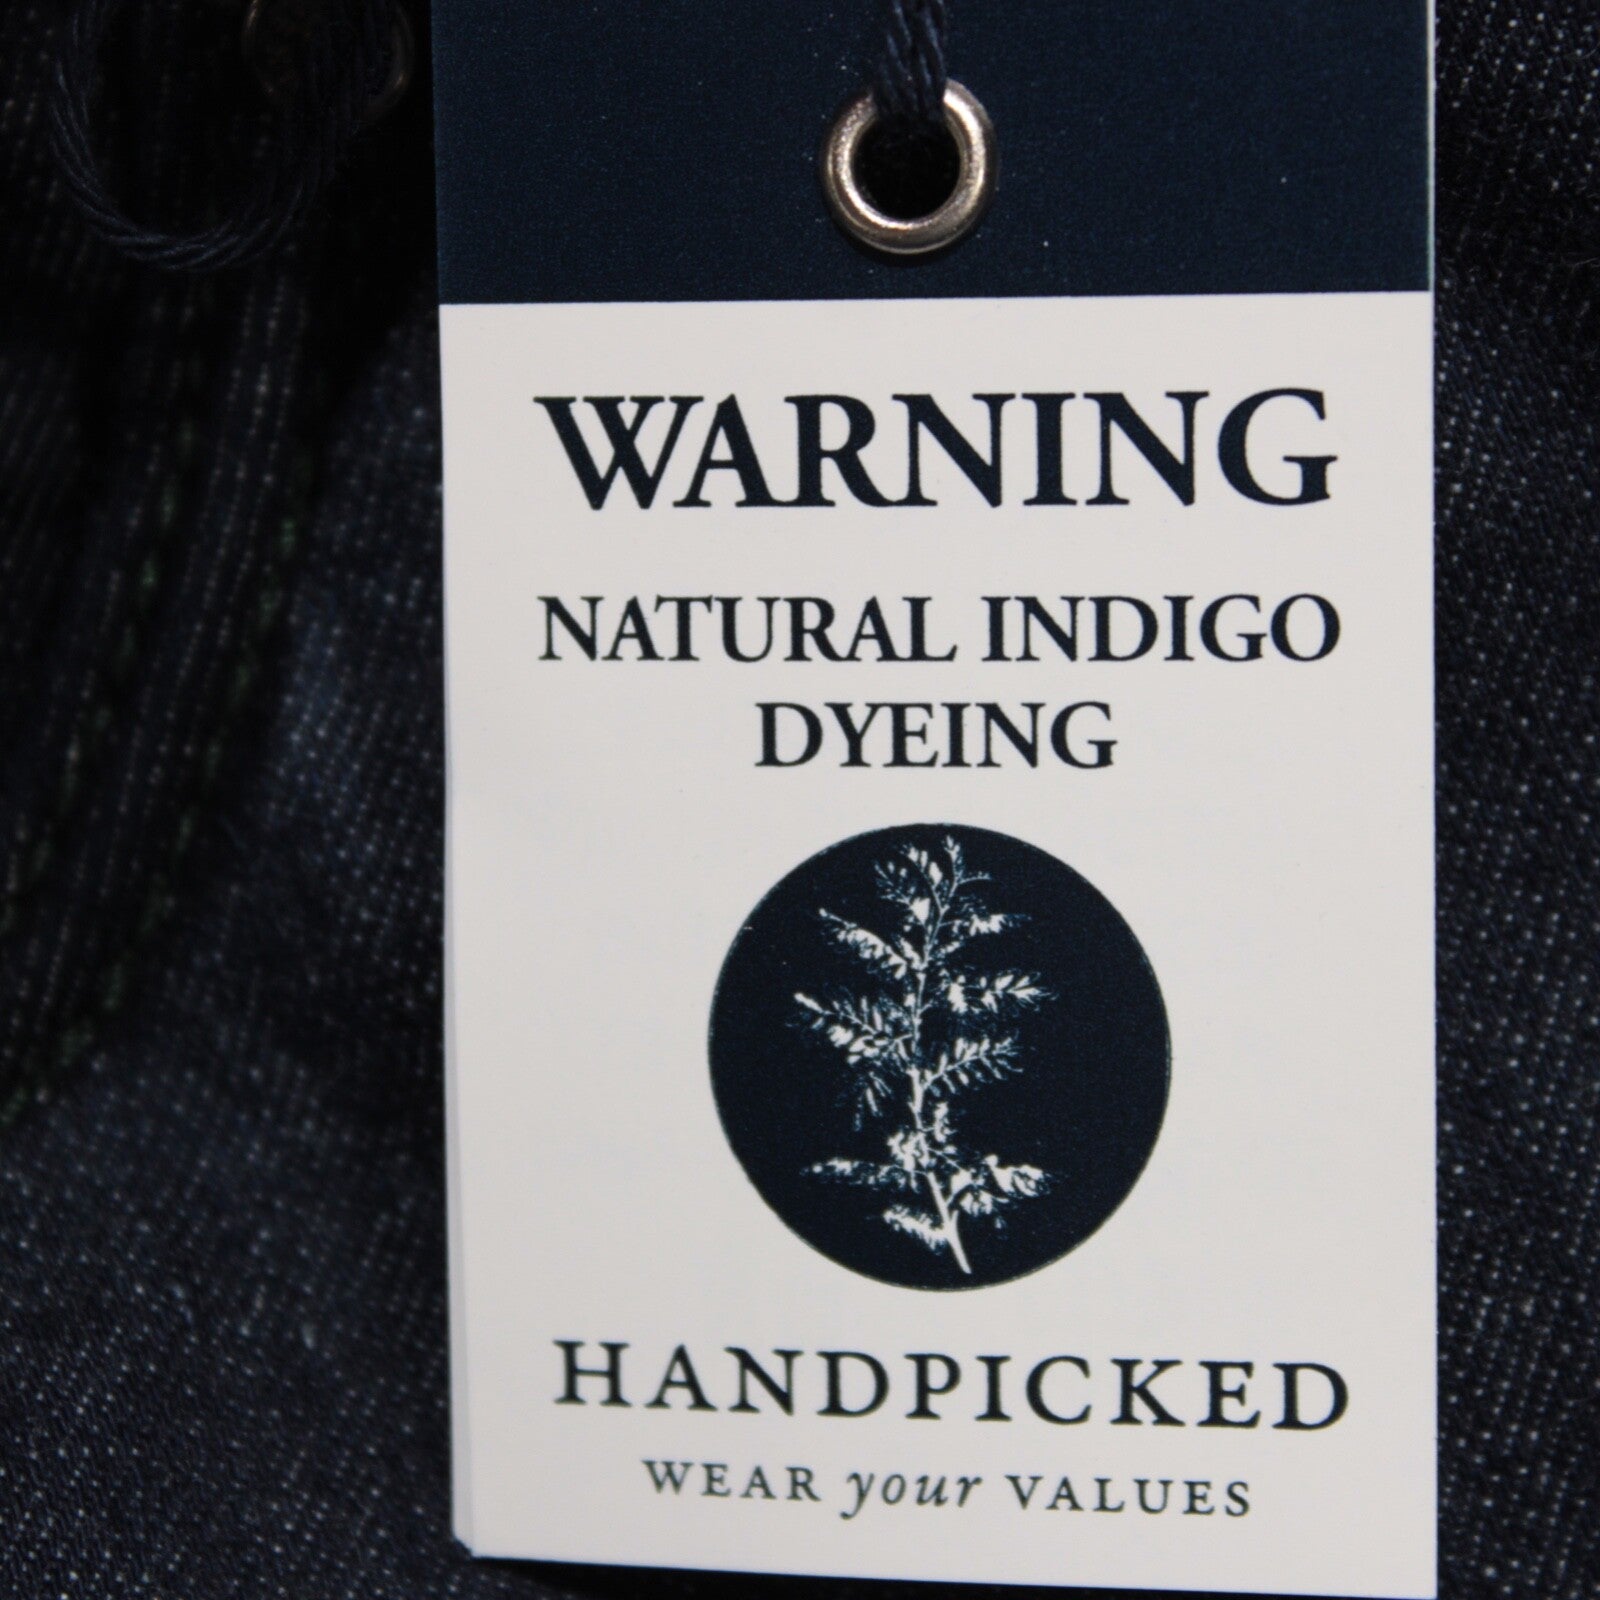 WARNING
NATURAL INDIGO
DYEING
HANDPICKED
WEAR your VALUES